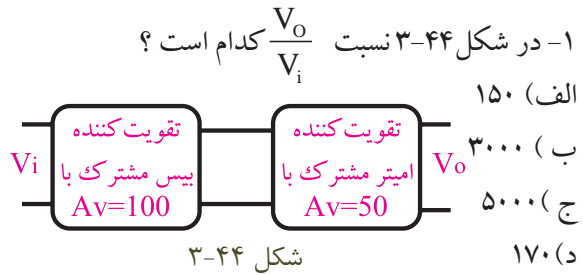 ۱- در شکل ۴۴-۳ نسبت Vo/Vi کدام است ؟
الف) ۱۵۰
ب ) ۳۰۰۰
ج )۵۰۰۰
د)۱۷۰
Vi
تقویت کننده
بیس مشترک با
Av=100
تقویت کننده
امیتر مشترک با
Av=50
Vo
شکل ۴۴-۳